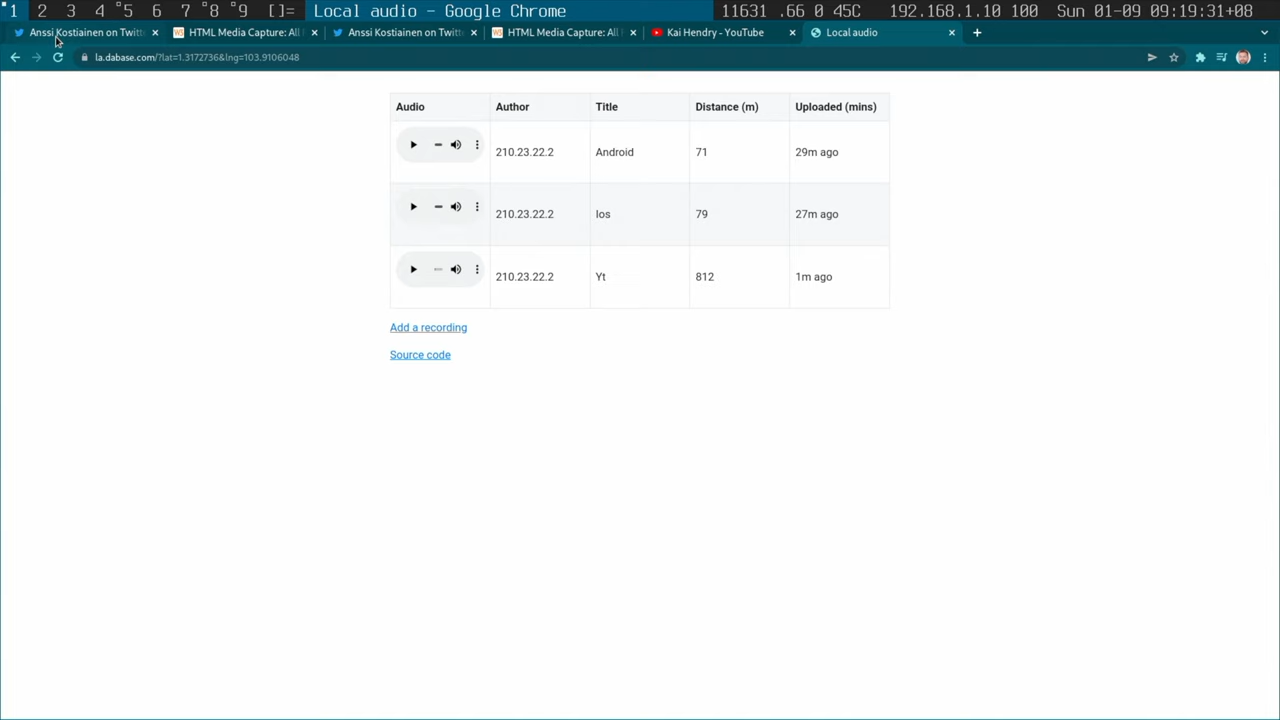 1 2 3 4 °5 6 7 °8 °9 []= Local audio - Google Chrome 11631 .66 0 45C 192.168.1.10 100 Sun 01-09 09:19:31+08
Anssi Kostiainen on Twitt HTML Media Capture: All Anssi Kostiainen on Twitt HTML Media Capture: All Kai Hendry - YouTube Local audio
la.dabase.com/?lat=1.3172736&lng=103.9106048
Audio Author Title Distance (m) Uploaded (mins)
210.23.22.2 Android 71 29m ago
210.23.22.2 Ios 79 27m ago
210.23.22.2 Yt 812 1m ago
Add a recording
Source code